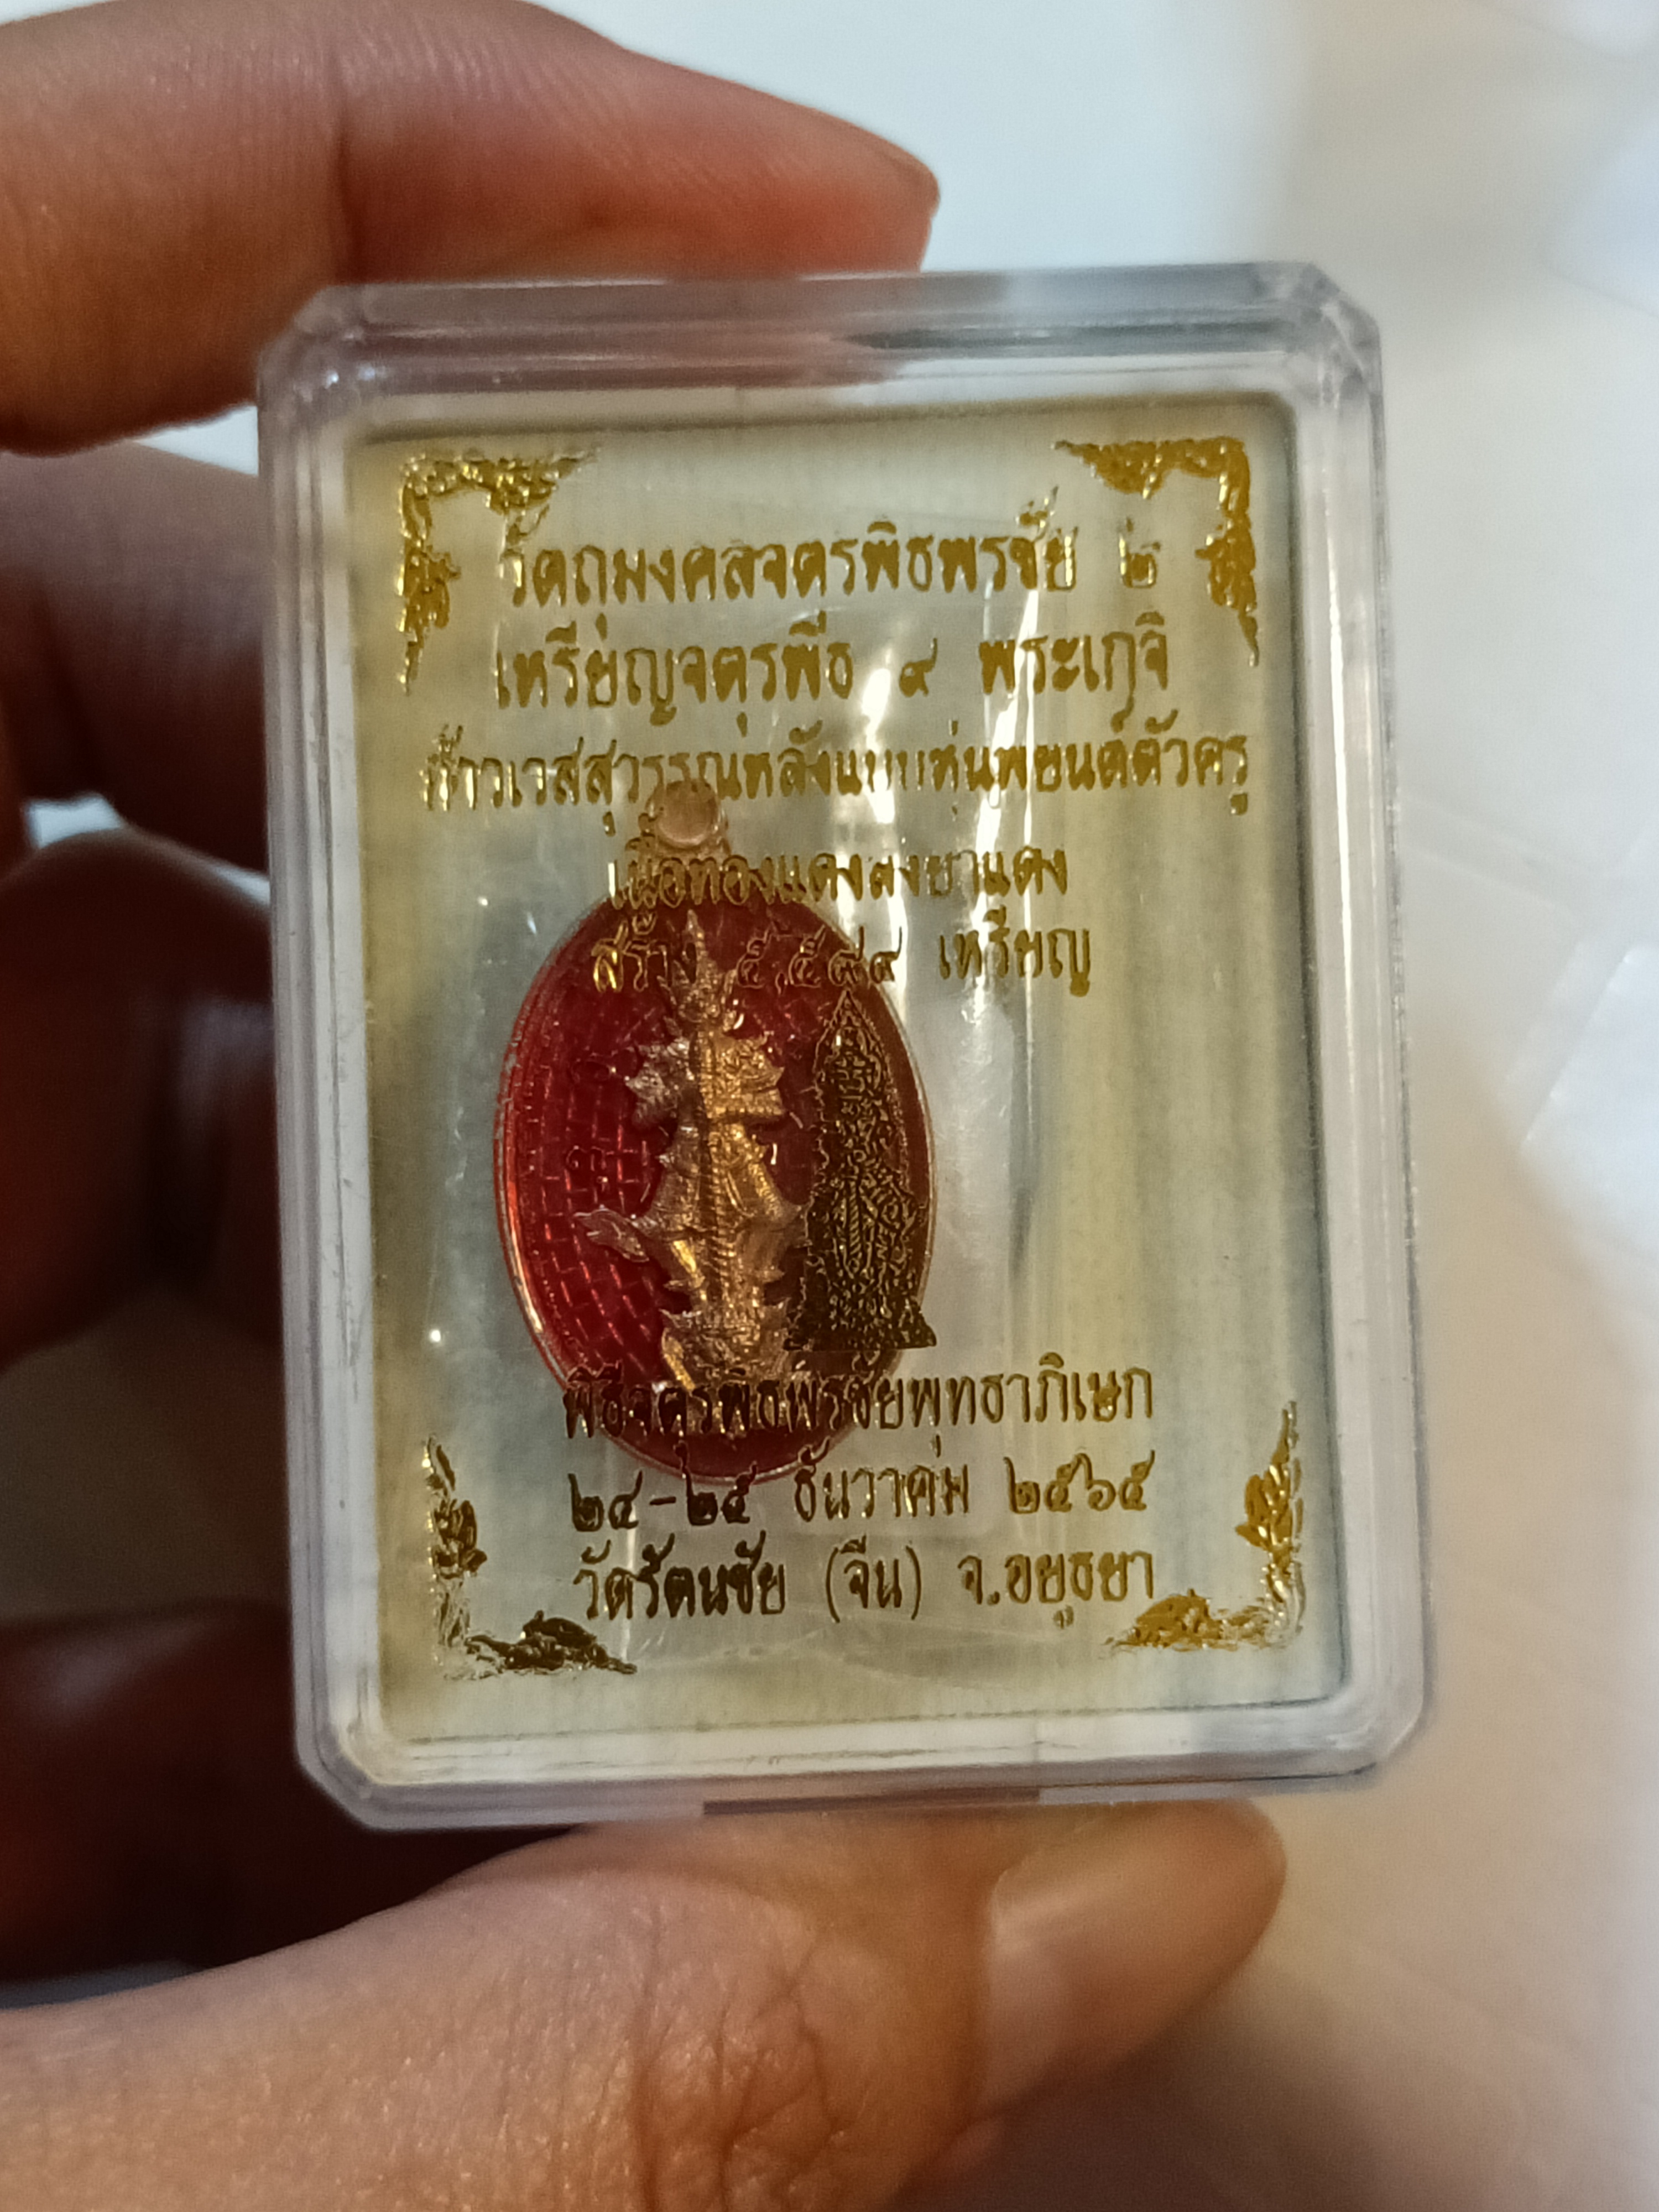 วัตถุมงคลจตุรพิธพรชัย ๒
เหรียญจตุรพิธ ๙ พระเกจิ
ท้าวเวสสุวรรณหลังแบบหุ่นพยนต์ตัวครู
เนื้อทองแดงลงยาแดง
สร้าง เหรียญ
พิธีจตุรพิธพรชัยพุทธาภิเษก
๒๔-๒๕ ธันวาคม ๒๕๖๕
วัดรัตนชัย (จีน) จ.อยุธยา